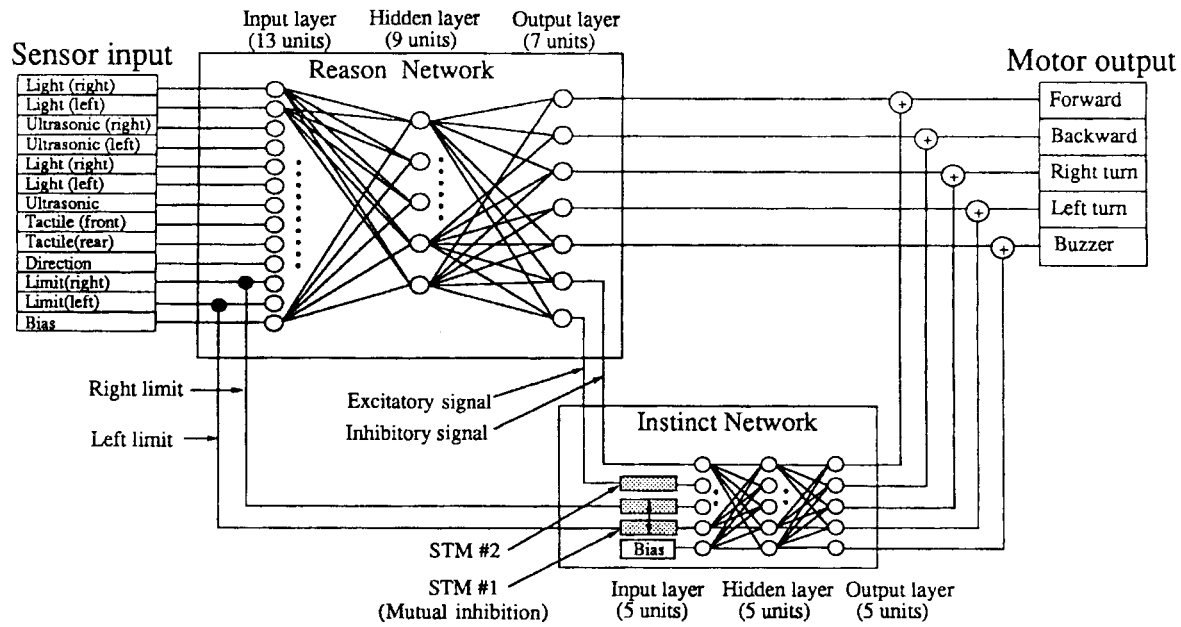 Input layer
(13 units)
Hidden layer
(9 units)
Output layer
(7 units)
Sensor input
Reason Network
Motor output
Light (right)
Light (left)
Ultrasonic (right)
Ultrasonic (left)
Light (right)
Light (left)
Ultrasonic
Tactile (front)
Tactile(rear)
Direction
Limit(right)
Limit(left)
Bias
+
+
+
+
+
Forward
Backward
Right turn
Left turn
Buzzer
Right limit
Left limit
Excitatory signal
Inhibitory signal
Instinct Network
Bias
STM #2
STM #1
(Mutual inhibition)
Input layer
(5 units)
Hidden layer
(5 units)
Output layer
(5 units)